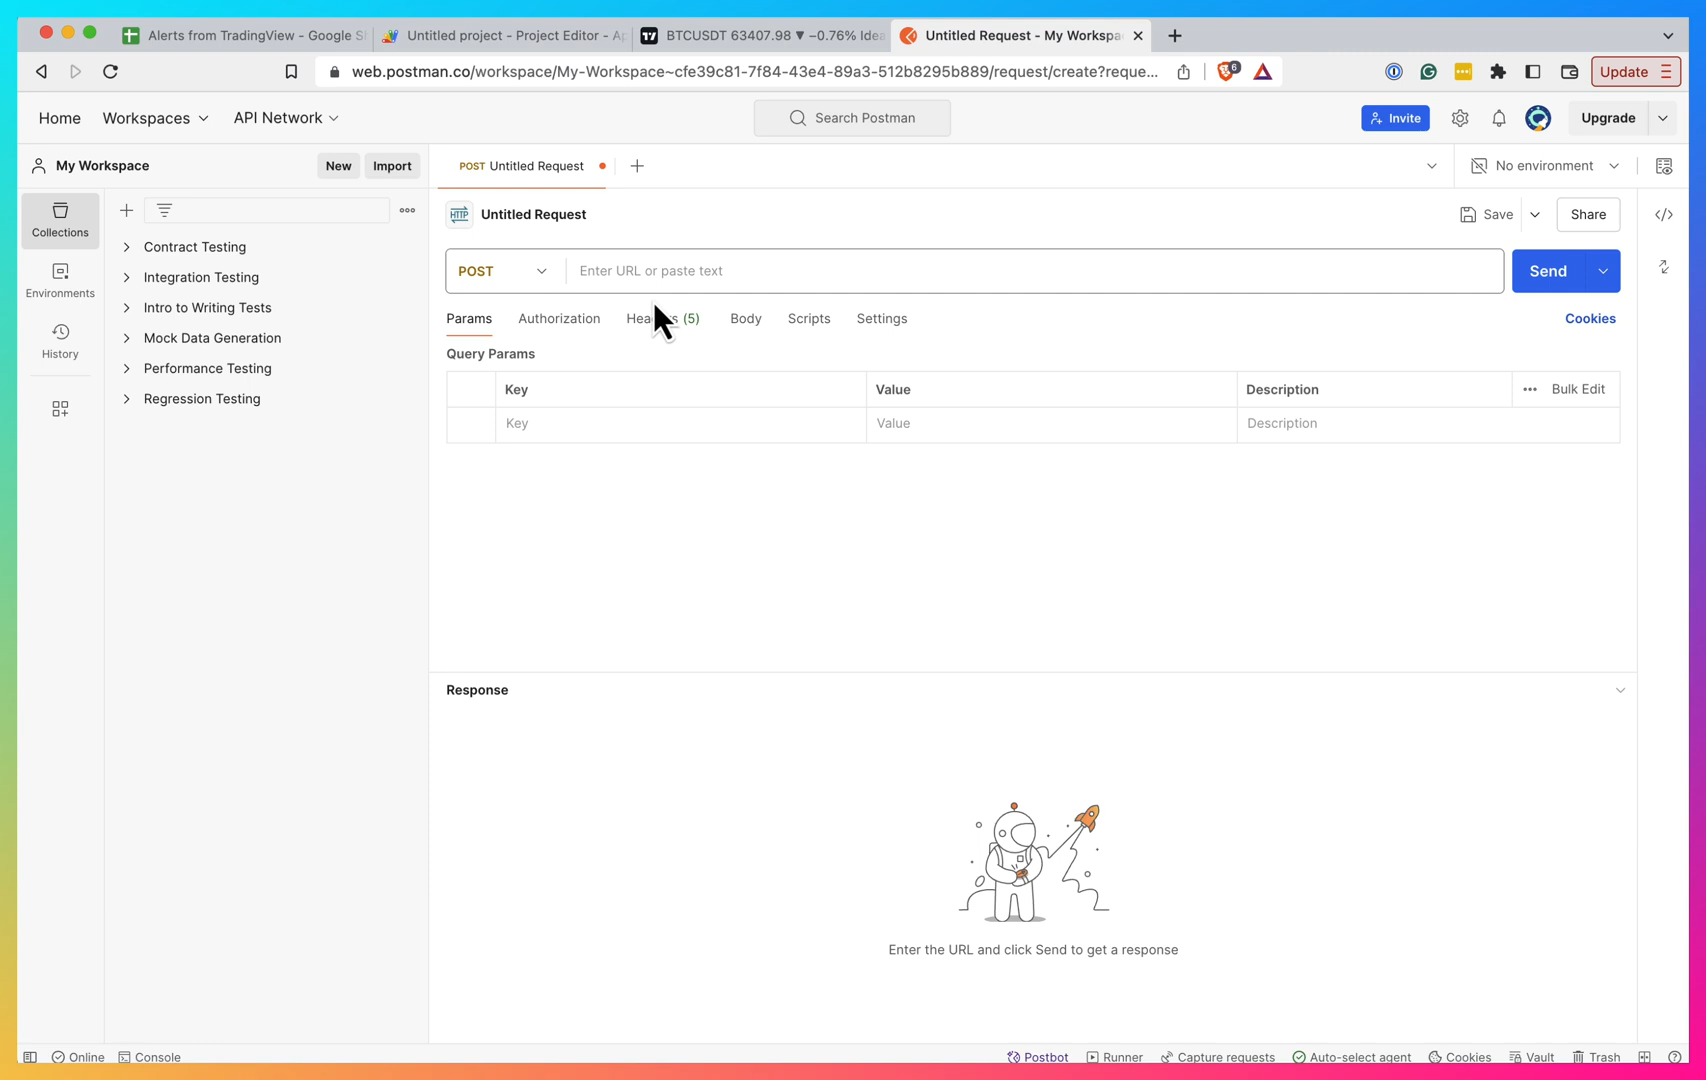 Alerts from TradingView - Google S
Untitled project - Project Editor - Ap
BTCUSDT 63407.98 ▼ −0.76% Idea
Untitled Request - My Workspa
web.postman.co/workspace/My-Workspace~cfe39c81-7f84-43e4-89a3-512b8295b889/request/create?reque...
6
Update
Home
Workspaces
API Network
Search Postman
Invite
Upgrade
My Workspace
New
Import
POST Untitled Request
No environment
Collections
Environments
History
Contract Testing
Integration Testing
Intro to Writing Tests
Mock Data Generation
Performance Testing
Regression Testing
HTTP
Untitled Request
Save
Share
POST
Enter URL or paste text
Send
Params
Authorization
(5)
Body
Scripts
Settings
Cookies
Query Params
Key
Value
Description
Bulk Edit
Key
Value
Description
Response
Enter the URL and click Send to get a response
Online
Console
Postbot
Runner
Capture requests
Auto-select agent
Cookies
Vault
Trash